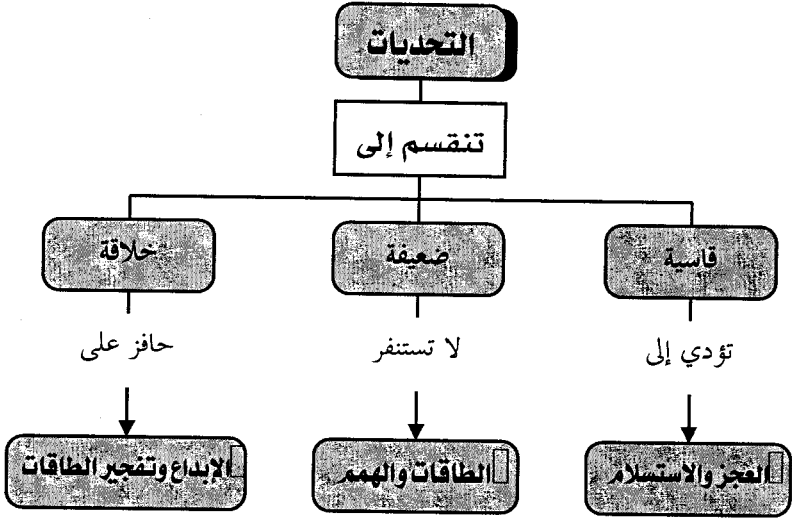 التحديات
تنقسم إلى
قاسية
ضعيفة
خلاقة
تؤدي إلى
لا تستنفر
حافز على
العجز والاستسلام
الطاقات والهمم
الإبداع وتفجير الطاقات